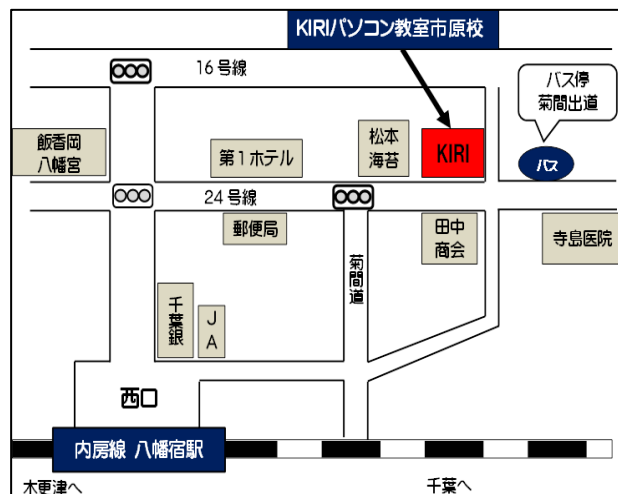 KIRIパソコン教室市原校
16号線
バス停
菊間出道
飯香岡
八幡宮
第1ホテル
松本
海苔
KIRI
バス
24号線
郵便局
田中
商会
寺島医院
菊間道
千葉銀
JA
西口
内房線 八幡宿駅
木更津へ
千葉へ